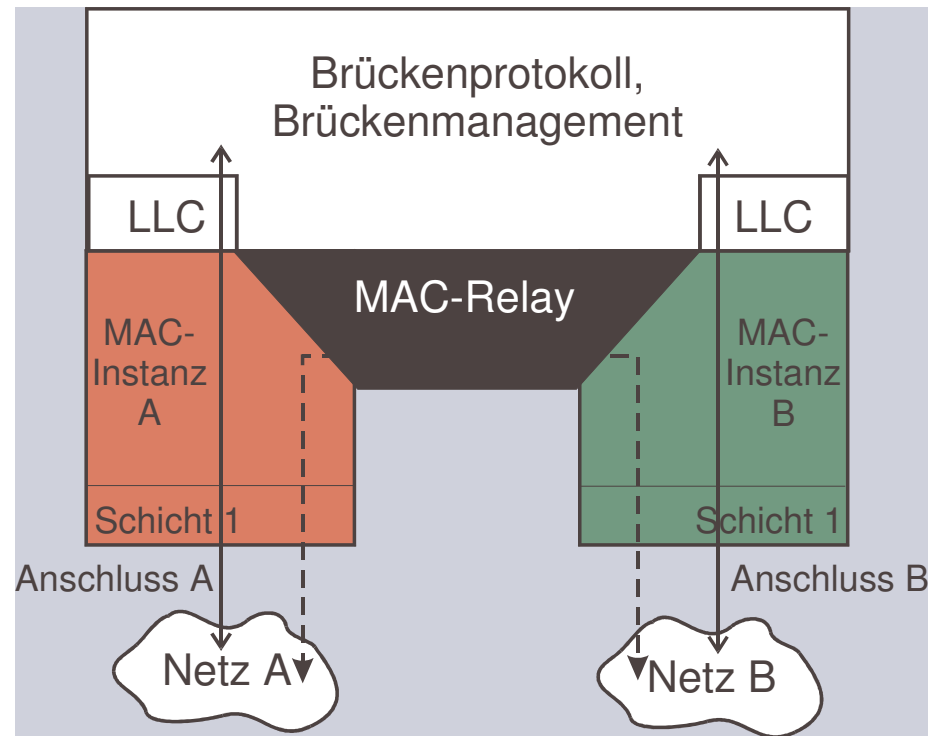 Brückenprotokoll,
Brückenmanagement
LLC
LLC
MAC-Relay
MAC-
Instanz
A
MAC-
Instanz
B
Schicht 1
Schicht 1
Anschluss A
Anschluss B
Netz A
Netz B